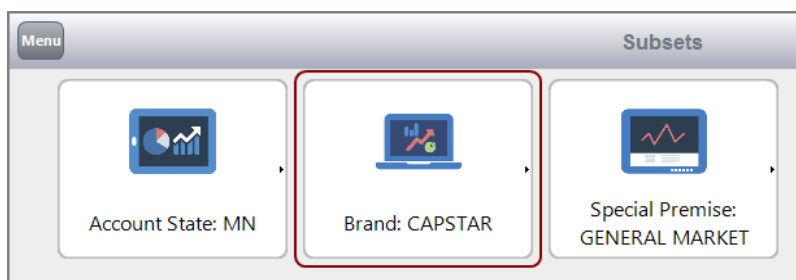 Menu
Subsets
Account State: MN
Brand: CAPSTAR
Special Premise:
GENERAL MARKET